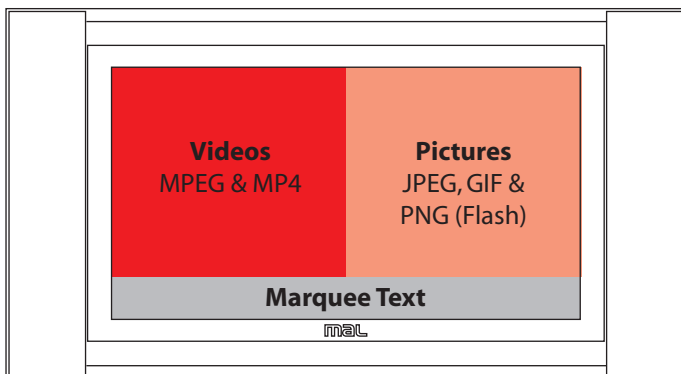 Videos
MPEG & MP4
Pictures
JPEG, GIF &
PNG (Flash)
Marquee Text
maL